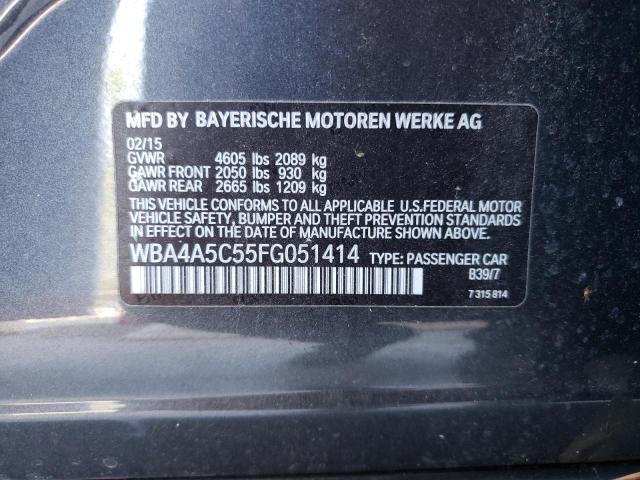 MFD BY BAYERISCHE MOTOREN WERKE AG
02/15
GVWR 4605 lbs 2089 kg
GAWR FRONT 2050 lbs 930 kg
GAWR REAR 2665 lbs 1209 kg
THIS VEHICLE CONFORMS TO ALL APPLICABLE U.S.FEDERAL MOTOR
VEHICLE SAFETY, BUMPER AND THEFT PREVENTION STANDARDS
IN EFFECT ON THE DATE OF MANUFACTURE SHOWN ABOVE.
WBA4A5C55FG051414 TYPE: PASSENGER CAR
B39/7
7 315 814